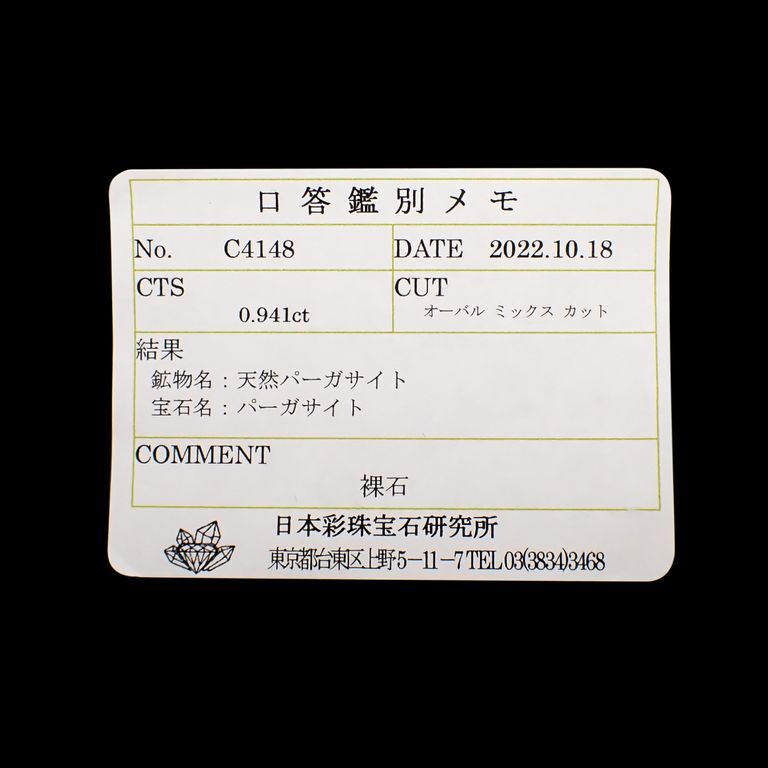 口答鑑別メモ
No. C4148 DATE 2022.10.18
CTS CUT
0.941ct オーバル ミックス カット
結果
鉱物名：天然パーガサイト
宝石名：パーガサイト
COMMENT
裸石
日本彩珠宝石研究所
東京都台東区上野5－11－7 TEL 03(3834)3468